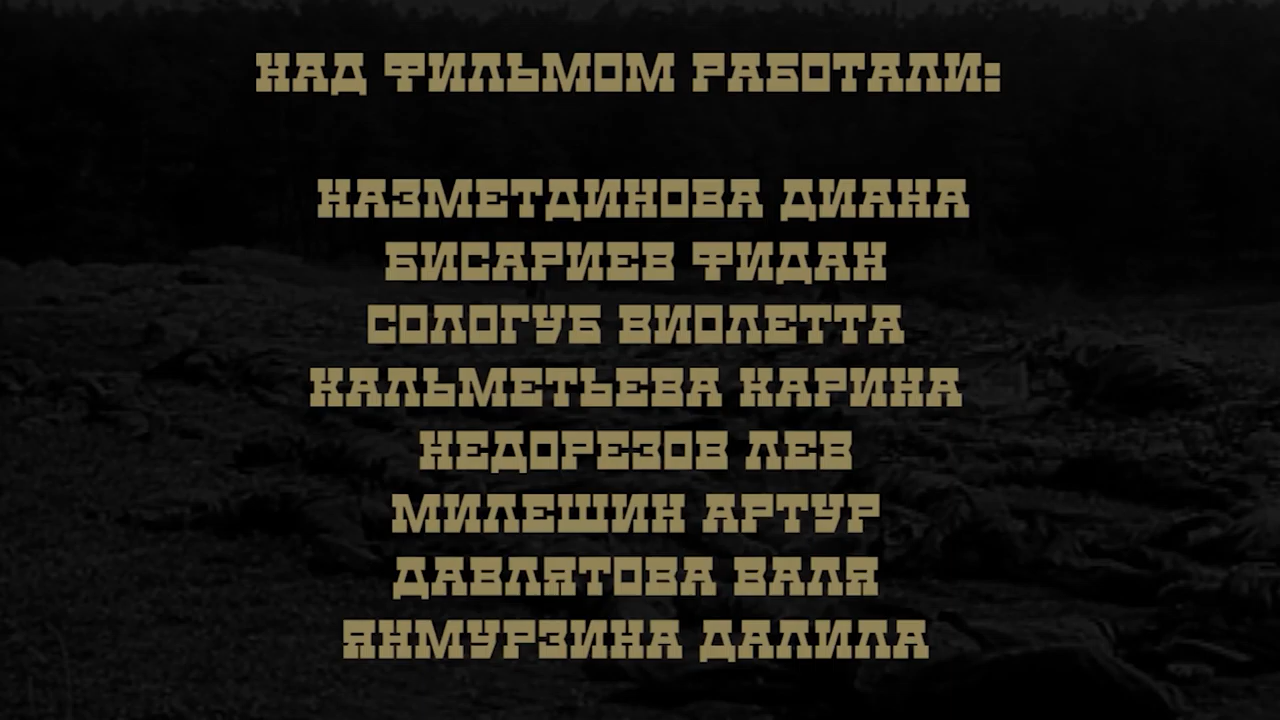 НАД ФИЛЬМОМ РАБОТАЛИ:
НАЗМЕТДИНОВА ДИАНА
БИСАРИЕВ ФИДАН
СОЛОГУБ ВИОЛЕТТА
КАЛЬМЕТЬЕВА КАРИНА
НЕДОРЕЗОВ ЛЕВ
МИЛЕШИН АРТУР
ДАВЛЯТОВА ВАЛЯ
ЯНМУРЗИНА ДАЛИЛА